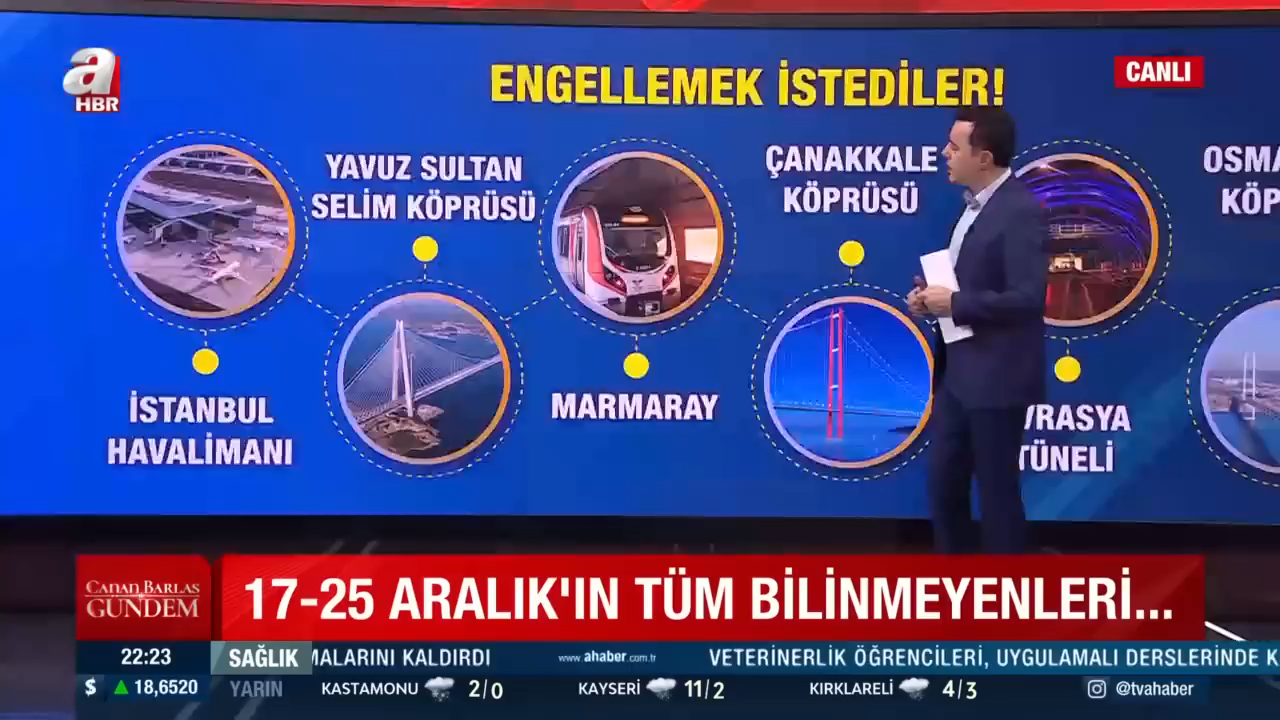 a
HBR
ENGELLEMEK İSTEDİLER!
CANLI
YAVUZ SULTAN
SELİM KÖPRÜSÜ
ÇANAKKALE
KÖPRÜSÜ
İSTANBUL
HAVALİMANI
MARMARAY
TÜNELİ
CANAN BARLAS
GÜNDEM
17-25 ARALIK'IN TÜM BİLİNMEYENLERİ...
22:23 SAĞLIK MALARINI KALDIRDI www.ahaber.com.tr VETERİNERLİK ÖĞRENCİLERİ, UYGULAMALI DERSLERİNDE K
$ 18,6520 YARIN KASTAMONU 2/0 KAYSERİ 11/2 KIRKLARELİ 4/3 @tvahaber